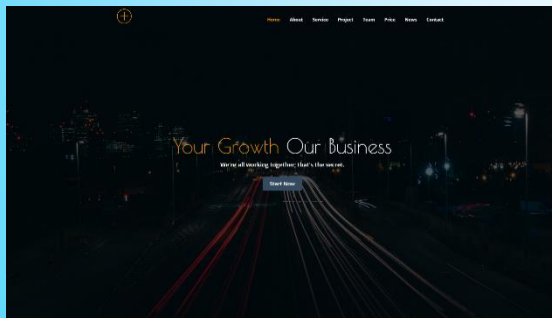 Home About Service Project Team Price News Contact
Your Growth Our Business
We're all working together; that's the secret.
Start Now